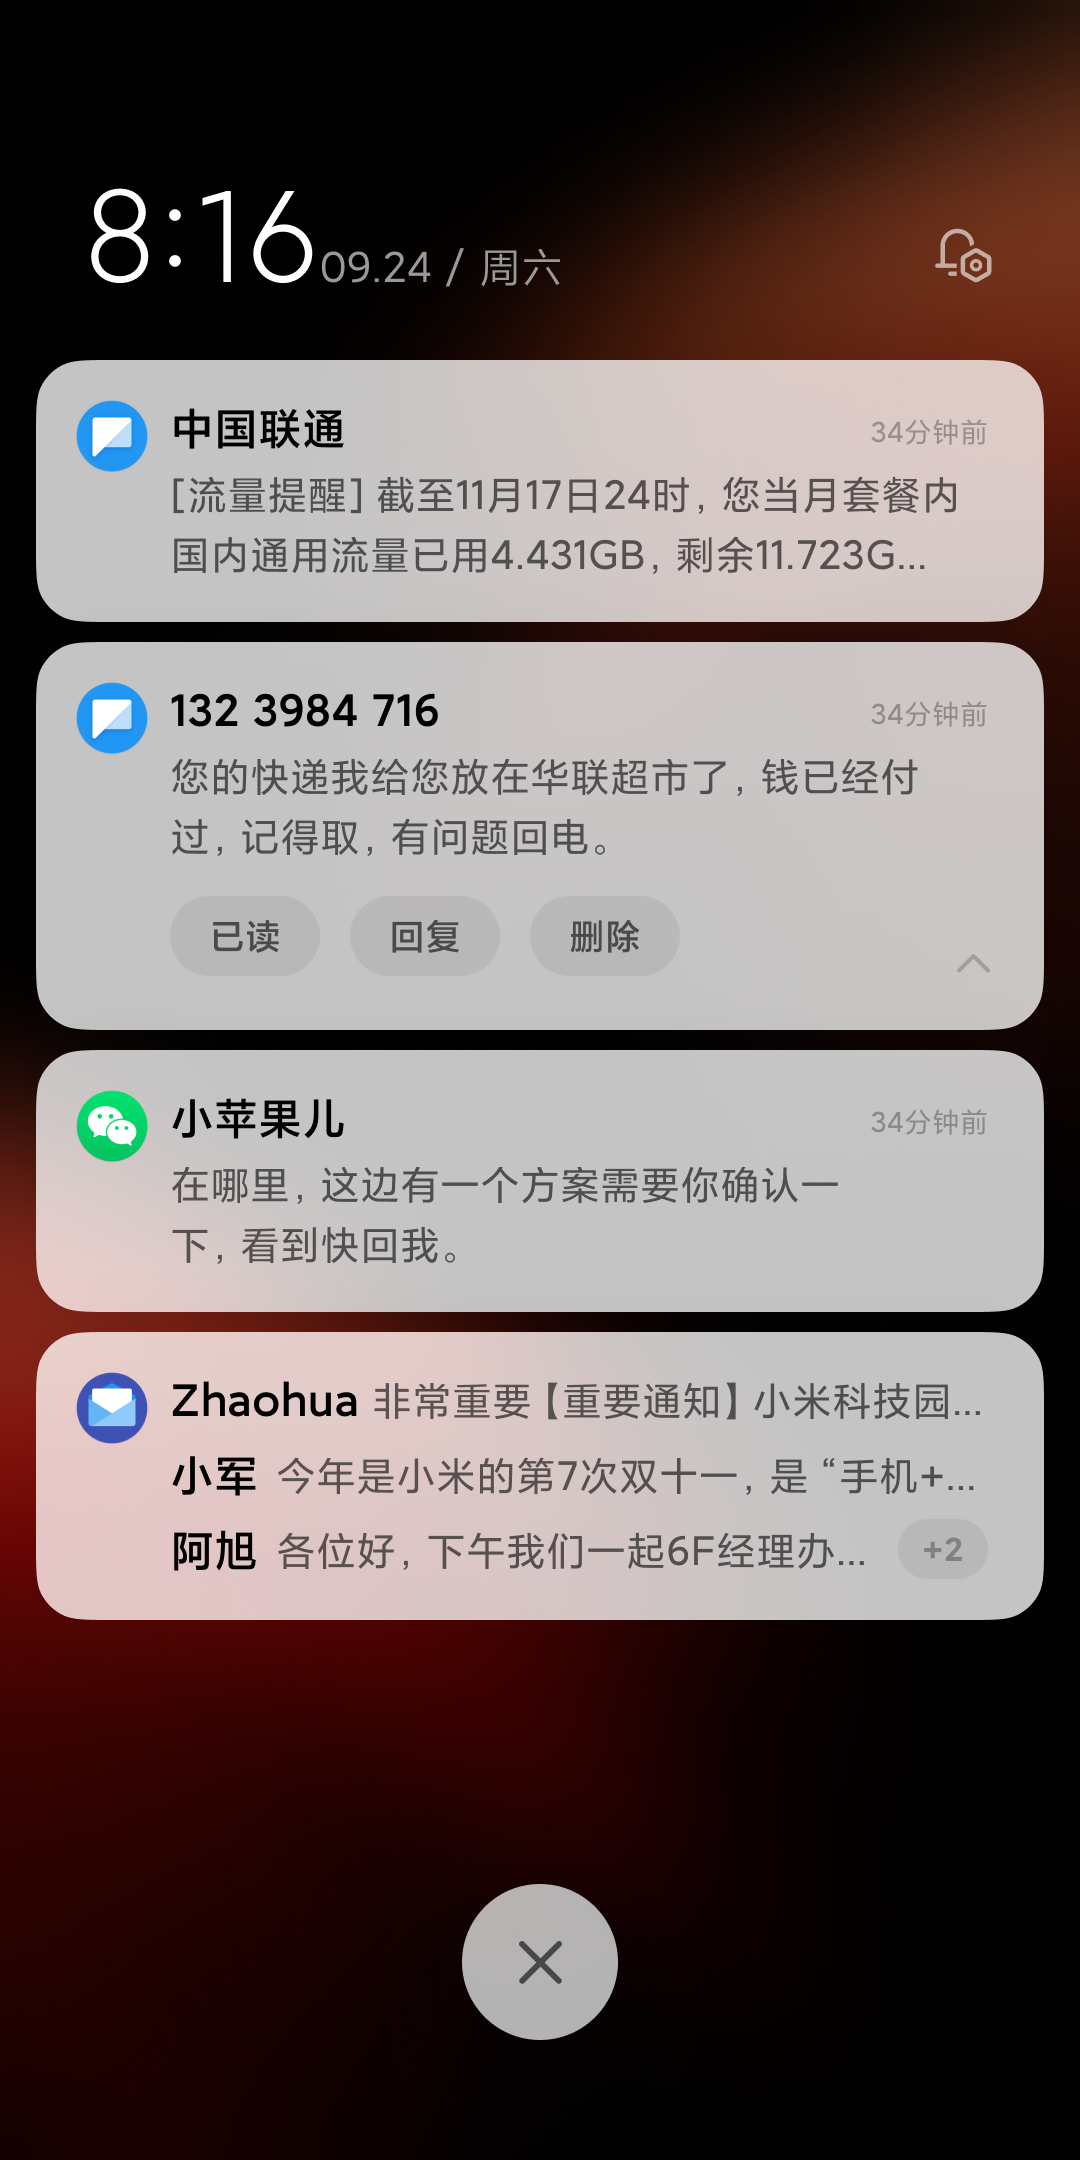 8:16 09.24 / 周六
中国联通 34分钟前
[流量提醒] 截至11月17日24时, 您当月套餐内
国内通用流量已用4.431GB, 剩余11.723G...
132 3984 716 34分钟前
您的快递我给您放在华联超市了, 钱已经付
过, 记得取, 有问题回电。
已读 回复 删除
小苹果儿 34分钟前
在哪里, 这边有一个方案需要你确认一
下, 看到快回我。
Zhaohua 非常重要【重要通知】小米科技园...
小军 今年是小米的第7次双十一, 是 “手机+...
阿旭 各位好, 下午我们一起6F经理办... +2